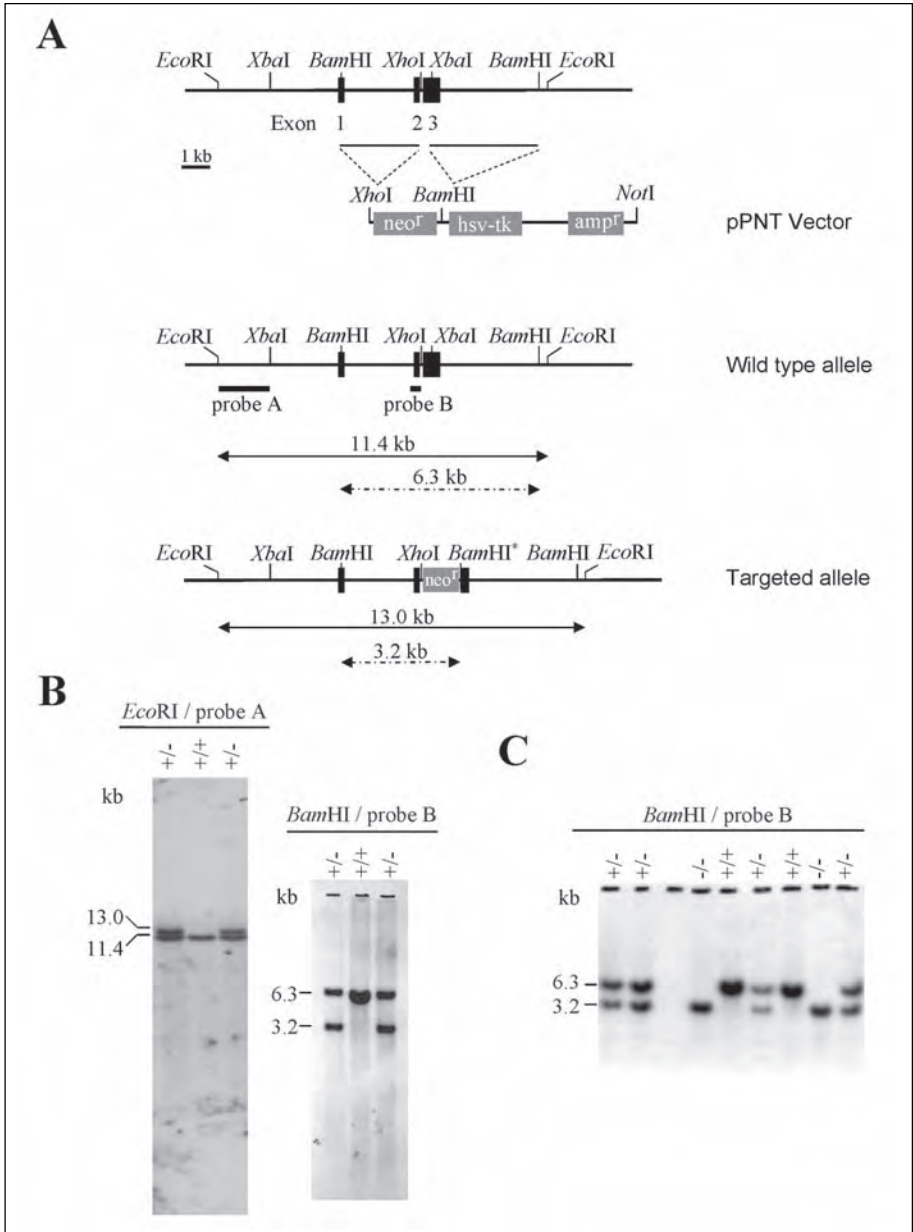 A
EcoRI XbaI BamHI XhoI XbaI BamHI EcoRI
Exon 1 2 3
1 kb
XhoI BamHI NotI
neor hsv-tk ampr pPNT Vector
EcoRI XbaI BamHI XhoI XbaI BamHI EcoRI
Wild type allele
probe A probe B
11.4 kb
6.3 kb
EcoRI XbaI BamHI XhoI BamHI* BamHI EcoRI
neor Targeted allele
13.0 kb
3.2 kb
B
EcoRI / probe A
+/- +/+ +/-
kb
13.0
11.4
BamHI / probe B
+/- +/+ +/-
kb
6.3
3.2
C
BamHI / probe B
+/- +/- -/- +/+ +/- +/+ -/- +/-
kb
6.3
3.2